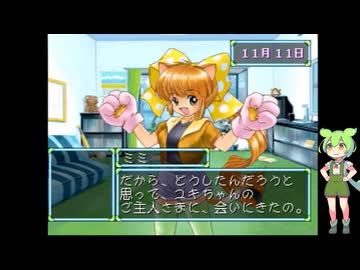 11月11日
ミミ
だから、どうしたんだろうと
思って、ユキちゃんの
ご主人さまに、会いにきたの。